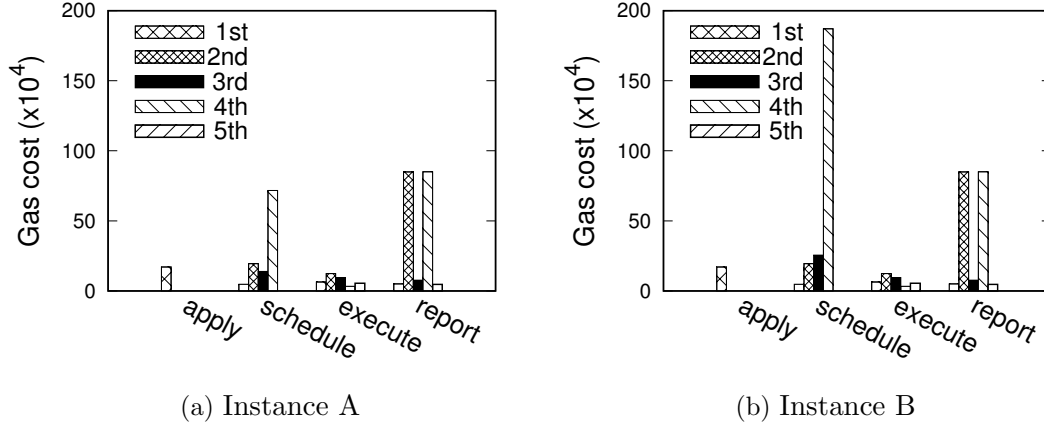 200
150
100
50
0
Gas cost (x10^4)
1st
2nd
3rd
4th
5th
apply
schedule
execute
report
(a) Instance A
200
150
100
50
0
Gas cost (x10^4)
1st
2nd
3rd
4th
5th
apply
schedule
execute
report
(b) Instance B